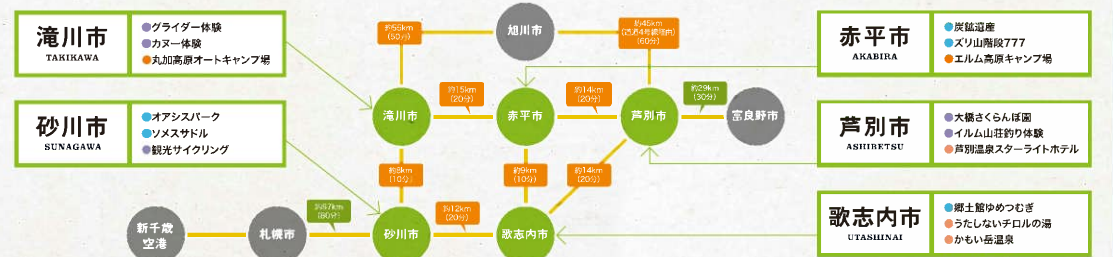 滝川市
TAKIKAWA
●グライダー体験
●カヌー体験
●丸加高原オートキャンプ場
砂川市
SUNAGAWA
●オアシスパーク
●ソメスサドル
●観光サイクリング
約55km
(50分)
旭川市
約45km
(60分)
滝川市
約15km
(20分)
赤平市
約14km
(20分)
芦別市
約29km
(30分)
富良野市
約8km
(10分)
約9km
(10分)
約14km
(20分)
新千歳
空港
札幌市
約97km
(80分)
砂川市
約12km
(20分)
歌志内市
赤平市
AKABIRA
●炭鉱遺産
●ズリ山階段777
●エルム高原キャンプ場
芦別市
ASHIBETSU
●大橋さくらんぼ園
●イルム山荘釣り体験
●芦別温泉スターライトホテル
歌志内市
UTASHINAI
●郷土館ゆめつむぎ
●うたしないチロルの湯
●かもい岳温泉